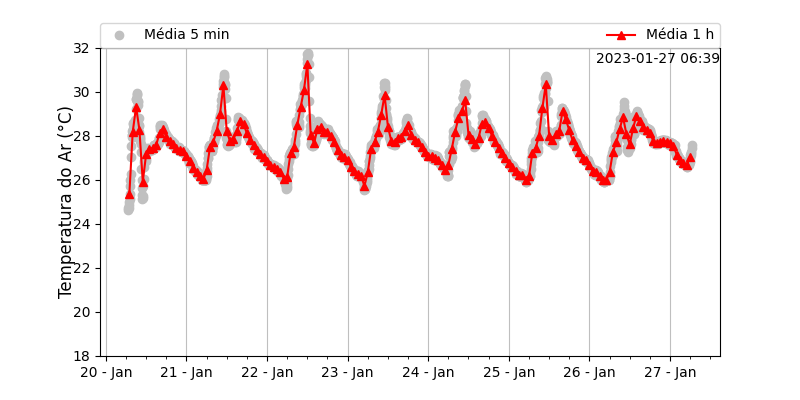 Média 5 min
Média 1 h
2023-01-27 06:39
Temperatura do Ar (°C)
32
30
28
26
24
22
20
18
20 - Jan
21 - Jan
22 - Jan
23 - Jan
24 - Jan
25 - Jan
26 - Jan
27 - Jan